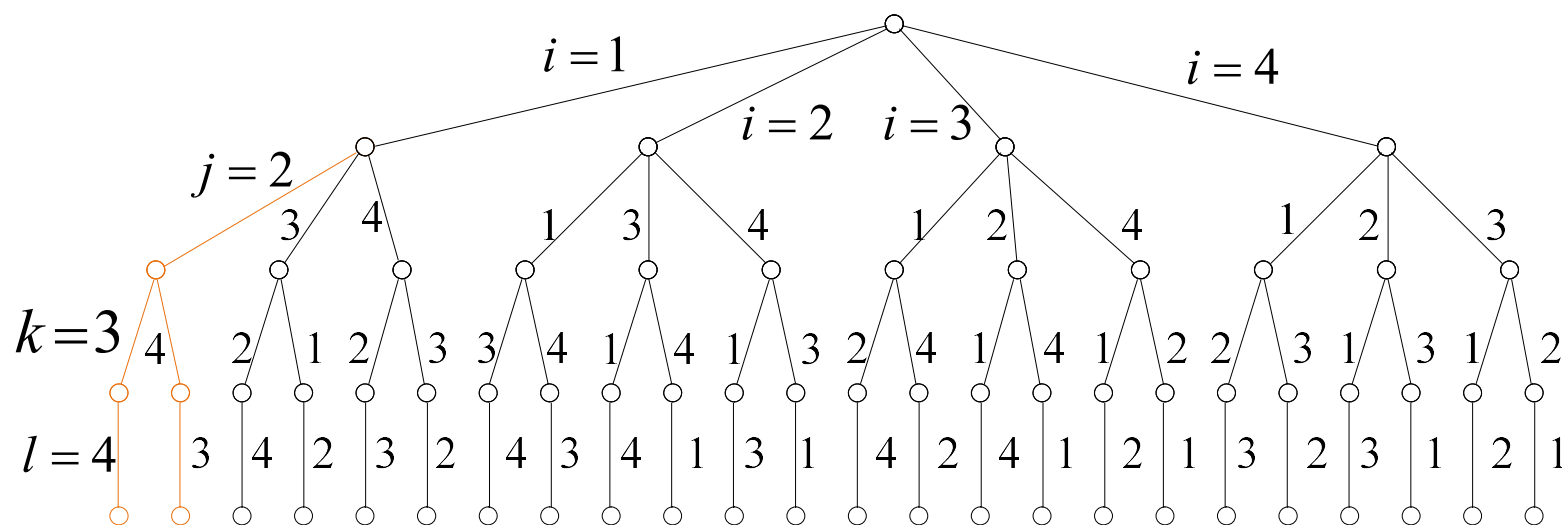 i = 1
i = 4
i = 2 i = 3
j = 2
3 4 1 3 4 1 2 4 1 2 3
k = 3 4 2 1 2 3 3 4 1 4 1 3 2 4 1 4 1 2 2 3 1 3 1 2
l = 4 3 4 2 3 2 4 3 4 1 3 1 4 2 4 1 2 1 3 2 3 1 2 1